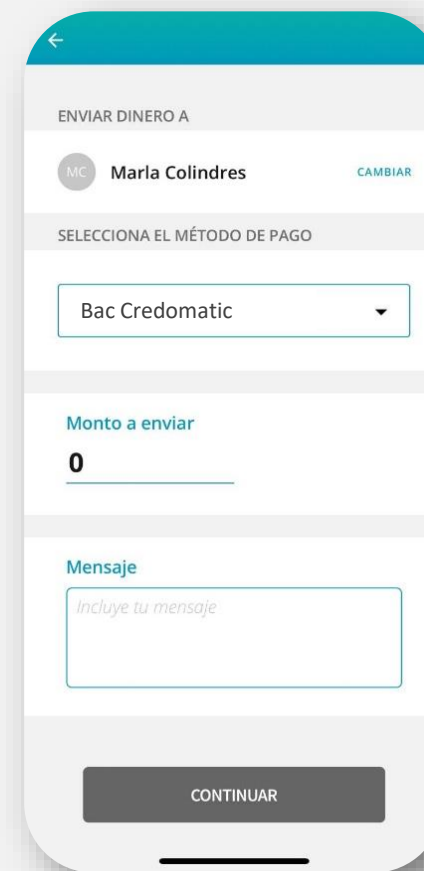 ENVIAR DINERO A
MC Marla Colindres CAMBIAR
SELECCIONA EL MÉTODO DE PAGO
Bac Credomatic
Monto a enviar
0
Mensaje
Incluye tu mensaje
CONTINUAR